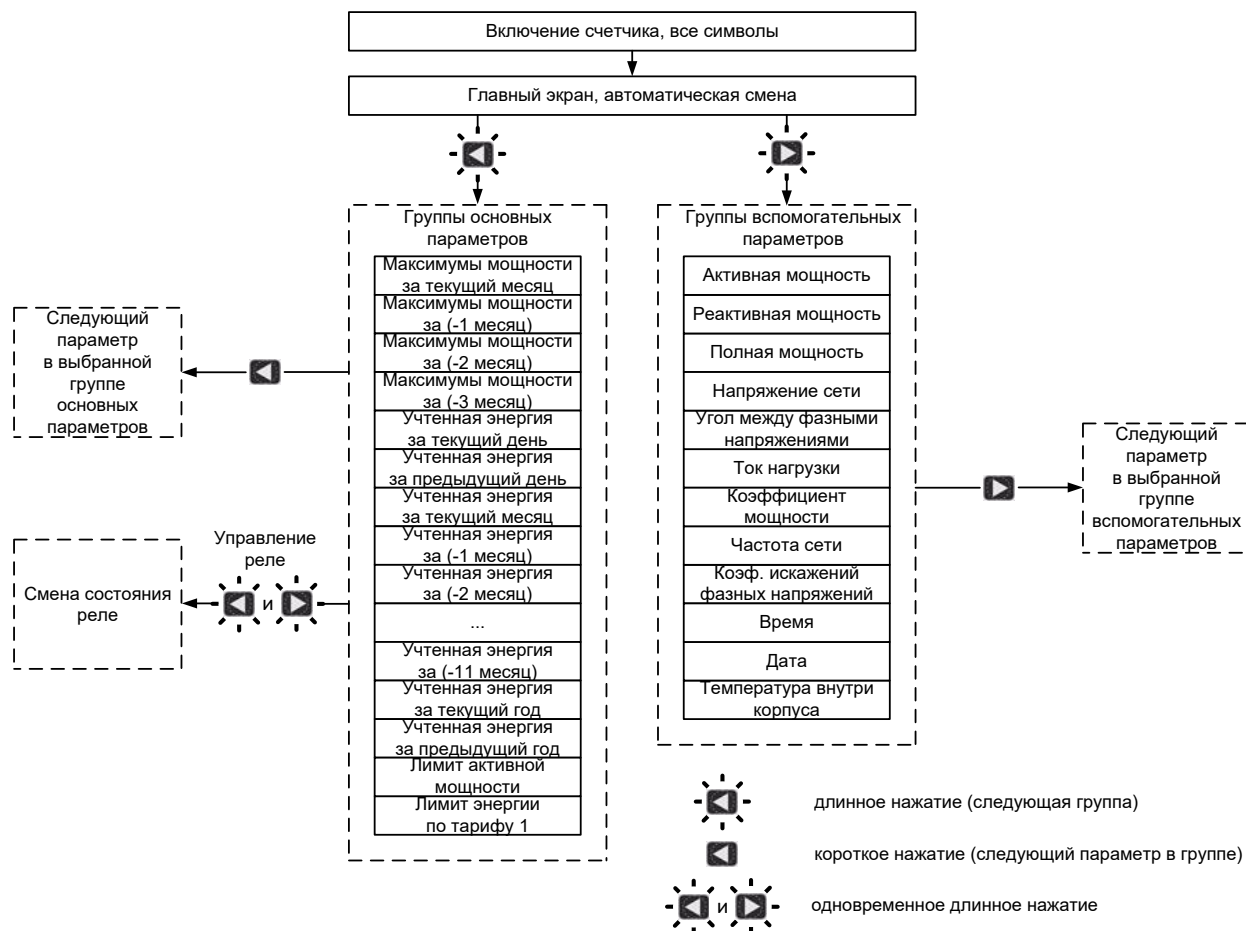 Включение счетчика, все символы
Главный экран, автоматическая смена
Группы основных
параметров
Максимумы мощности
за текущий месяц
Максимумы мощности
за (-1 месяц)
Максимумы мощности
за (-2 месяц)
Максимумы мощности
за (-3 месяц)
Учтенная энергия
за текущий день
Учтенная энергия
за предыдущий день
Учтенная энергия
за текущий месяц
Учтенная энергия
за (-1 месяц)
Учтенная энергия
за (-2 месяц)
...
Учтенная энергия
за (-11 месяц)
Учтенная энергия
за текущий год
Учтенная энергия
за предыдущий год
Лимит активной
мощности
Лимит энергии
по тарифу 1
Группы вспомогательных
параметров
Активная мощность
Реактивная мощность
Полная мощность
Напряжение сети
Угол между фазными
напряжениями
Ток нагрузки
Коэффициент
мощности
Частота сети
Коэф. искажений
фазных напряжений
Время
Дата
Температура внутри
корпуса
Следующий
параметр
в выбранной
группе
основных
параметров
Управление
реле
и
Смена состояния
реле
Следующий
параметр
в выбранной
группе
вспомогательных
параметров
длинное нажатие (следующая группа)
короткое нажатие (следующий параметр в группе)
и
одновременное длинное нажатие